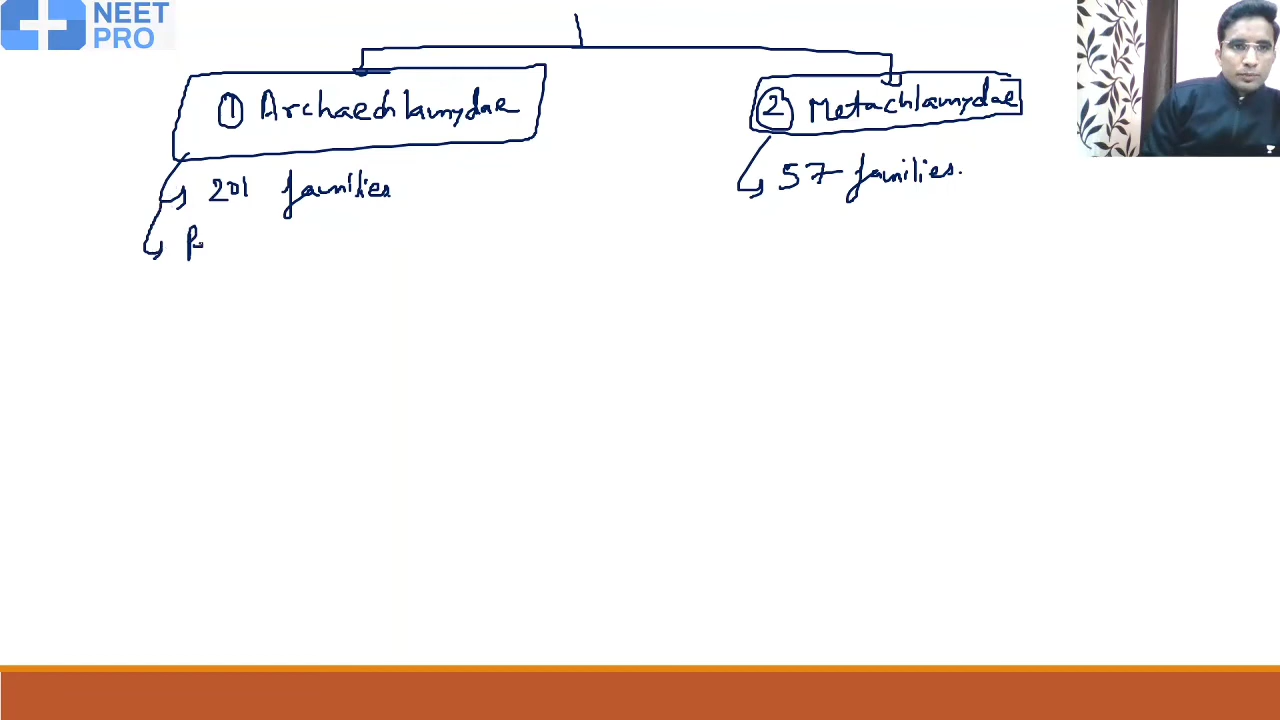 NEET
PRO
1 Archaechlamydae
2 Metachlamydae
201 families
57 families.
P